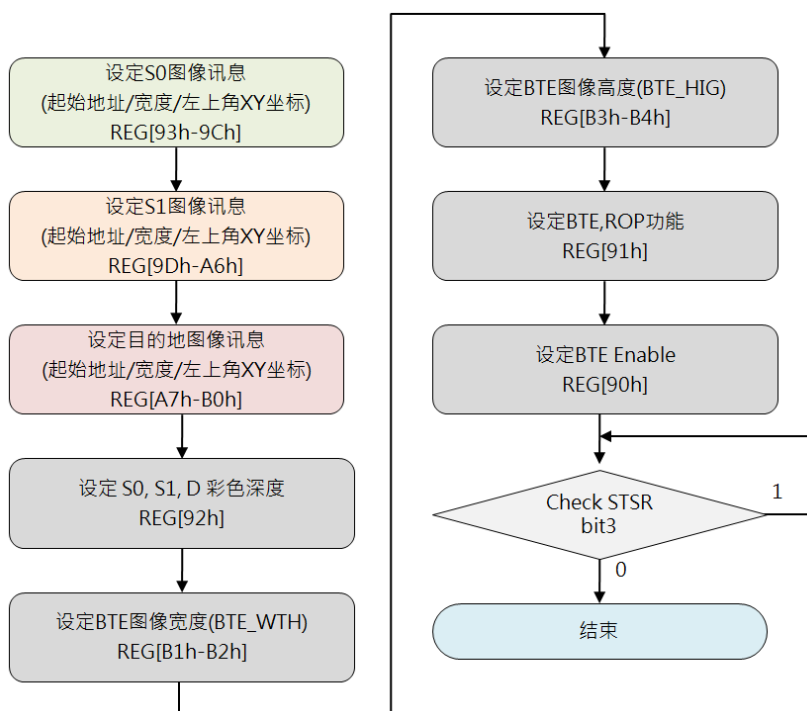 设定S0图像讯息
(起始地址/宽度/左上角XY坐标)
REG[93h-9Ch]
设定S1图像讯息
(起始地址/宽度/左上角XY坐标)
REG[9Dh-A6h]
设定目的地图像讯息
(起始地址/宽度/左上角XY坐标)
REG[A7h-B0h]
设定 S0, S1, D 彩色深度
REG[92h]
设定BTE图像宽度(BTE_WTH)
REG[B1h-B2h]
设定BTE图像高度(BTE_HIG)
REG[B3h-B4h]
设定BTE,ROP功能
REG[91h]
设定BTE Enable
REG[90h]
Check STSR
bit3
1
0
结束